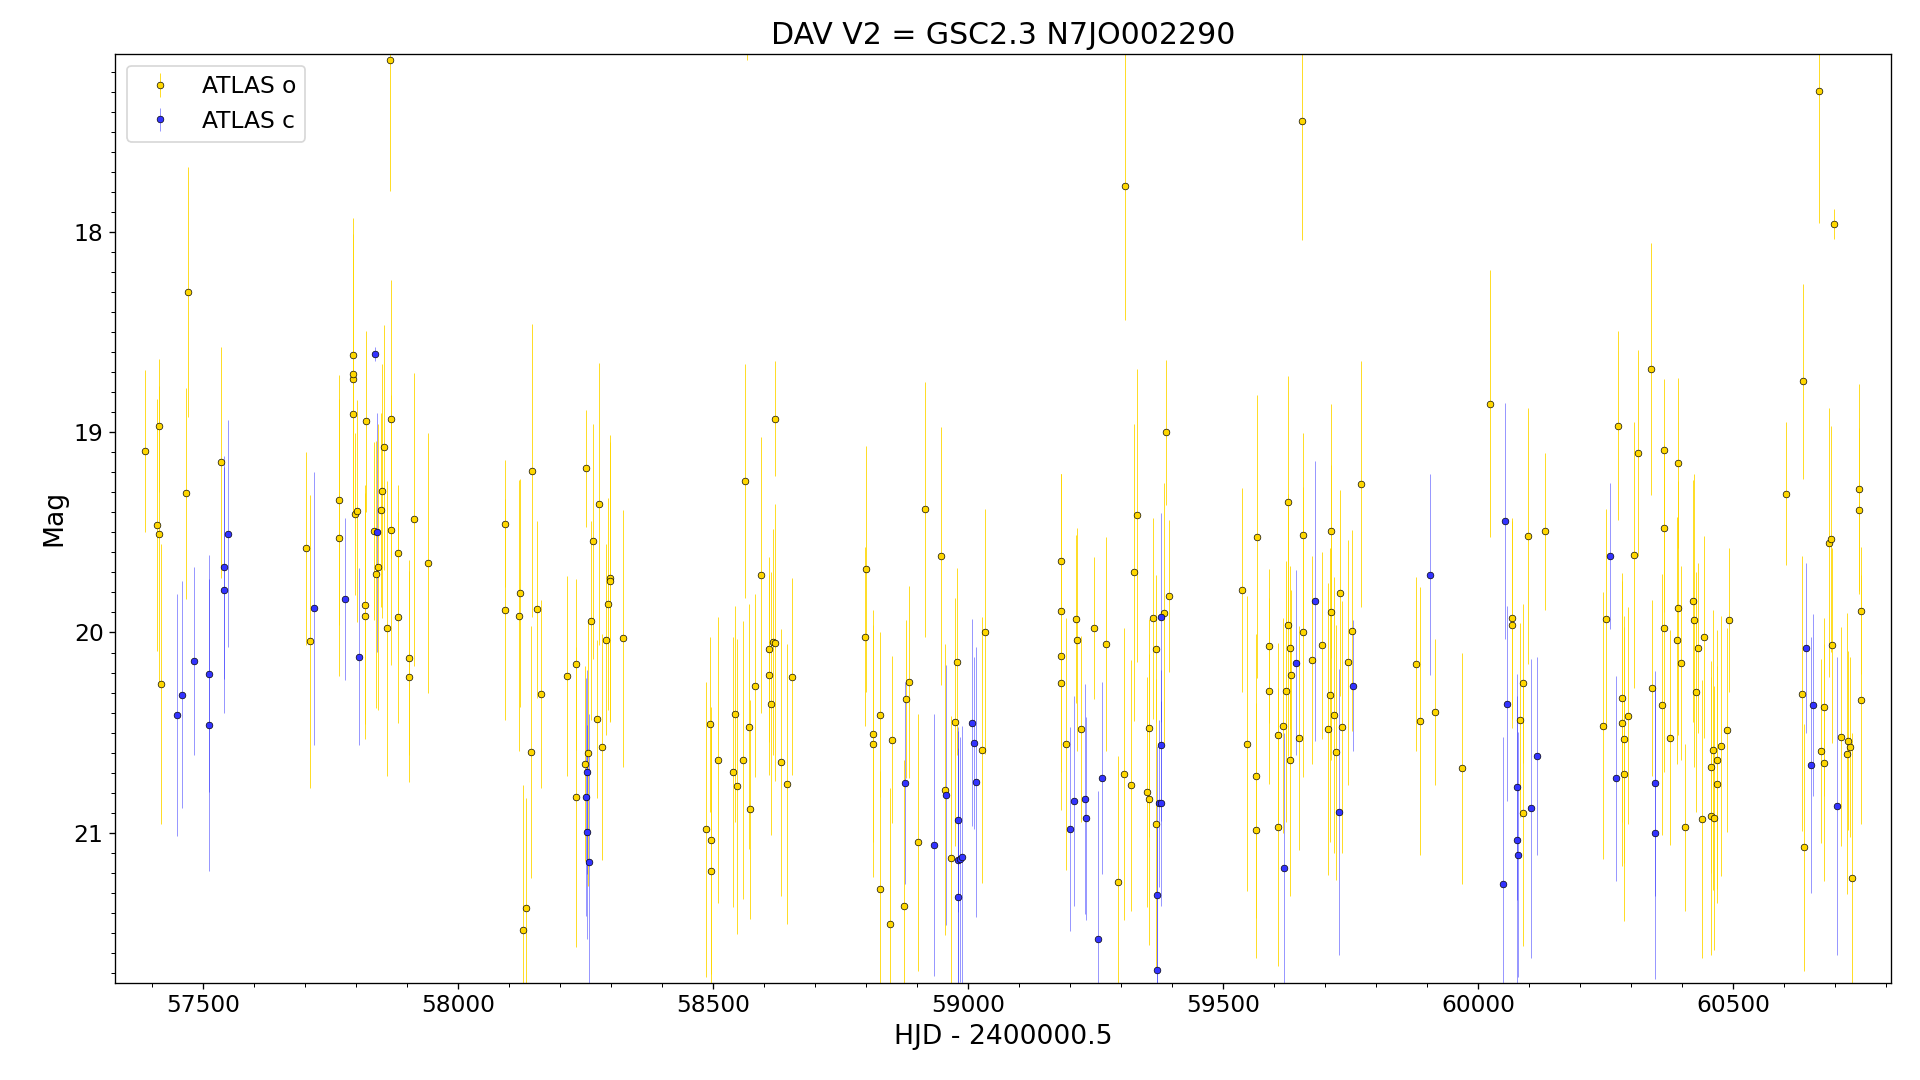 DAV V2 = GSC2.3 N7JO002290
ATLAS o
ATLAS c
Mag
18
19
20
21
57500 58000 58500 59000 59500 60000 60500
HJD - 2400000.5